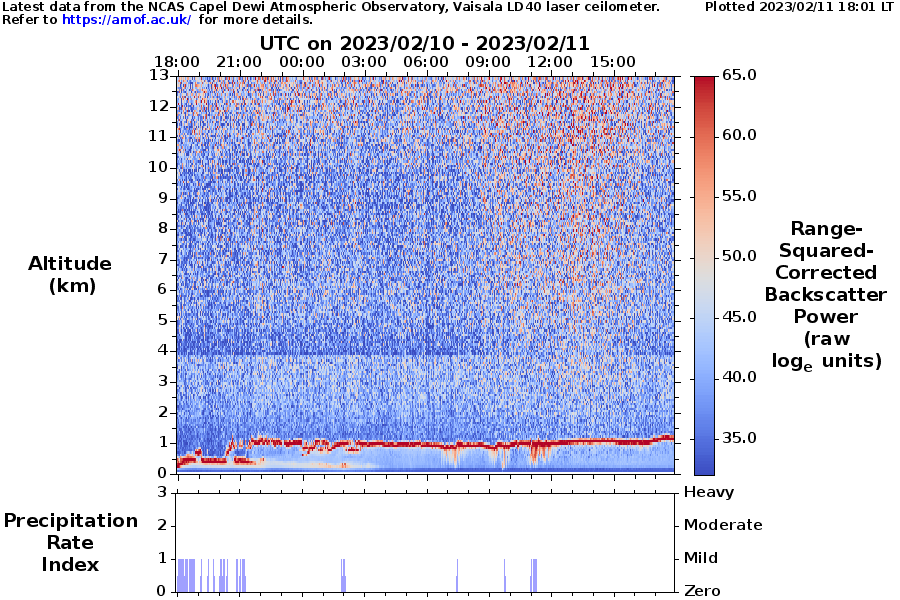 Latest data from the NCAS Capel Dewi Atmospheric Observatory, Vaisala LD40 laser ceilometer.
Plotted 2023/02/11 18:01 LT
Refer to https://amof.ac.uk/ for more details.
UTC on 2023/02/10 - 2023/02/11
18:00 21:00 00:00 03:00 06:00 09:00 12:00 15:00
13
12
11
10
9
8
7
6
5
4
3
2
1
0
Altitude
(km)
65.0
60.0
55.0
50.0
45.0
40.0
35.0
Range-
Squared-
Corrected
Backscatter
Power
(raw
loge units)
3
2
1
0
Precipitation
Rate
Index
Heavy
Moderate
Mild
Zero